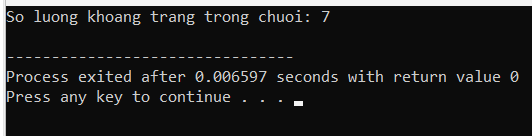 So luong khoang trang trong chuoi: 7
--------------------------------
Process exited after 0.006597 seconds with return value 0
Press any key to continue . . .